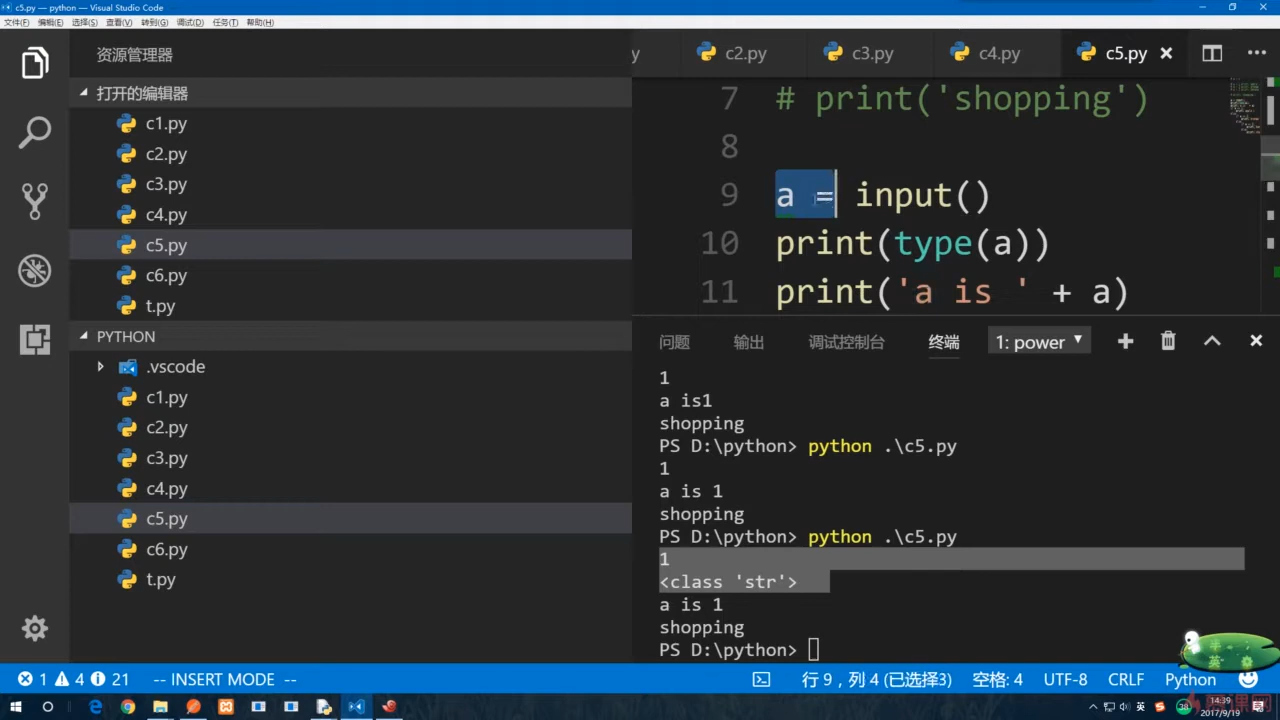 c5.py — python — Visual Studio Code
文件(F) 编辑(E) 选择(S) 查看(V) 转到(G) 调试(D) 任务(T) 帮助(H)
资源管理器
打开的编辑器
c1.py
c2.py
c3.py
c4.py
c5.py
c6.py
t.py
PYTHON
.vscode
c1.py
c2.py
c3.py
c4.py
c5.py
c6.py
t.py
y c2.py c3.py c4.py c5.py
7 # print('shopping')
8
9 a = input()
10 print(type(a))
11 print('a is ' + a)
问题 输出 调试控制台 终端 1: power
1
a is1
shopping
PS D:\python> python .\c5.py
1
a is 1
shopping
PS D:\python> python .\c5.py
1
<class 'str'>
a is 1
shopping
PS D:\python>
英
1 4 21 -- INSERT MODE -- 行 9，列 4 (已选择3) 空格: 4 UTF-8 CRLF Python
英 14:39
2017/9/19